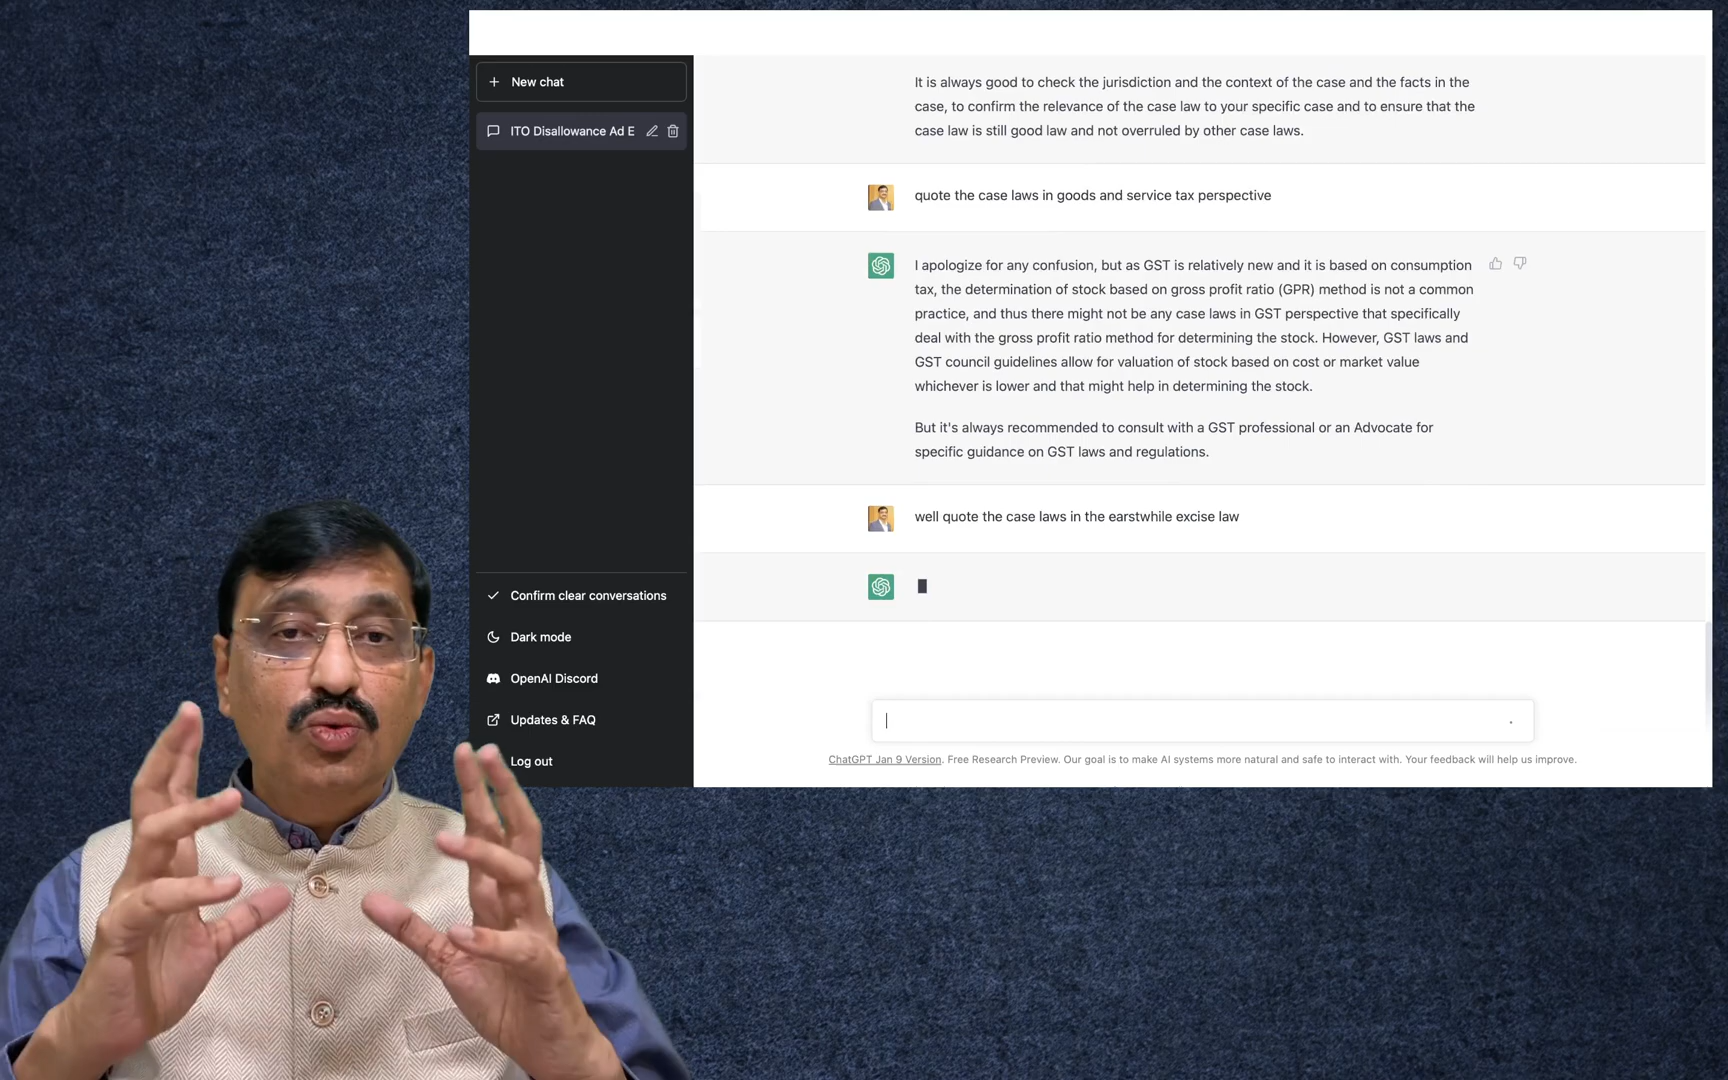 New chat
ITO Disallowance Ad E
It is always good to check the jurisdiction and the context of the case and the facts in the
case, to confirm the relevance of the case law to your specific case and to ensure that the
case law is still good law and not overruled by other case laws.
quote the case laws in goods and service tax perspective
I apologize for any confusion, but as GST is relatively new and it is based on consumption
tax, the determination of stock based on gross profit ratio (GPR) method is not a common
practice, and thus there might not be any case laws in GST perspective that specifically
deal with the gross profit ratio method for determining the stock. However, GST laws and
GST council guidelines allow for valuation of stock based on cost or market value
whichever is lower and that might help in determining the stock.
But it's always recommended to consult with a GST professional or an Advocate for
specific guidance on GST laws and regulations.
well quote the case laws in the earstwhile excise law
Confirm clear conversations
Dark mode
OpenAI Discord
Updates & FAQ
Log out
ChatGPT Jan 9 Version. Free Research Preview. Our goal is to make AI systems more natural and safe to interact with. Your feedback will help us improve.